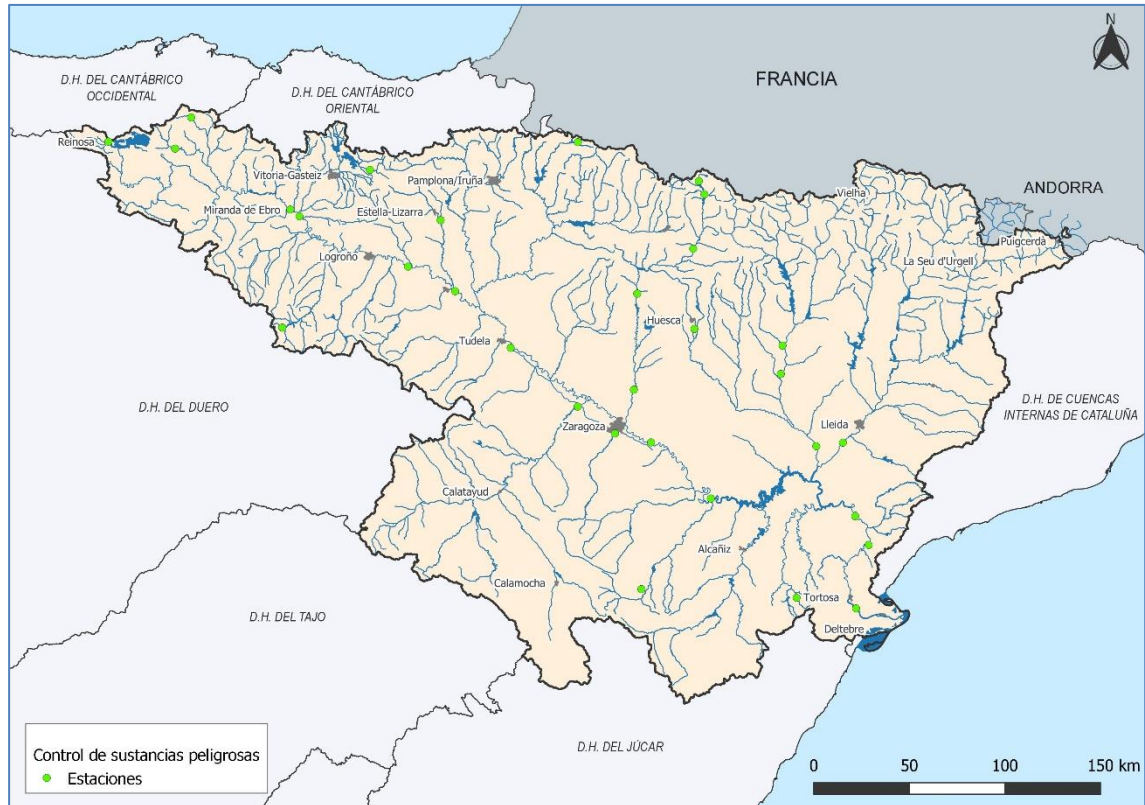 N
FRANCIA
D.H. DEL CANTÁBRICO
OCCIDENTAL
D.H. DEL CANTÁBRICO
ORIENTAL
Reinosa
Vitoria-Gasteiz
Pamplona/Iruña
Vielha
ANDORRA
Miranda de Ebro
Estella-Lizarra
Puigcerdà
Logroño
La Seu d'Urgell
Huesca
Tudela
D.H. DEL DUERO
D.H. DE CUENCAS
INTERNAS DE CATALUÑA
Zaragoza
Lleida
Calatayud
Alcañiz
Calamocha
Tortosa
D.H. DEL TAJO
Deltebre
D.H. DEL JÚCAR
Control de sustancias peligrosas
Estaciones
0 50 100 150 km